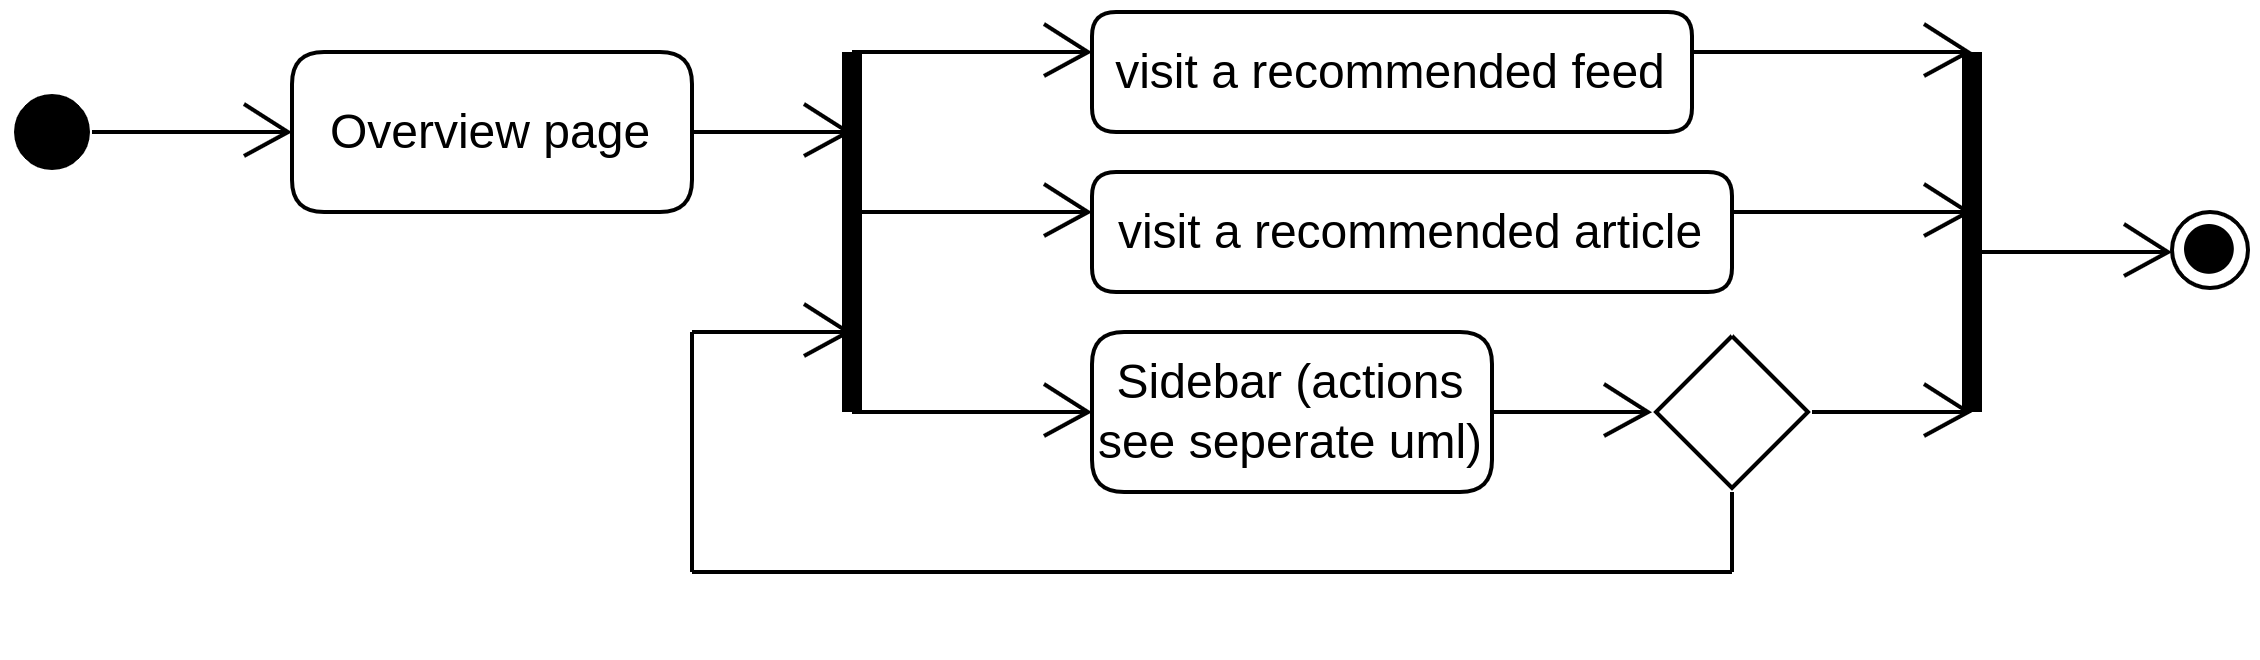 Overview page
visit a recommended feed
visit a recommended article
Sidebar (actions
see seperate uml)